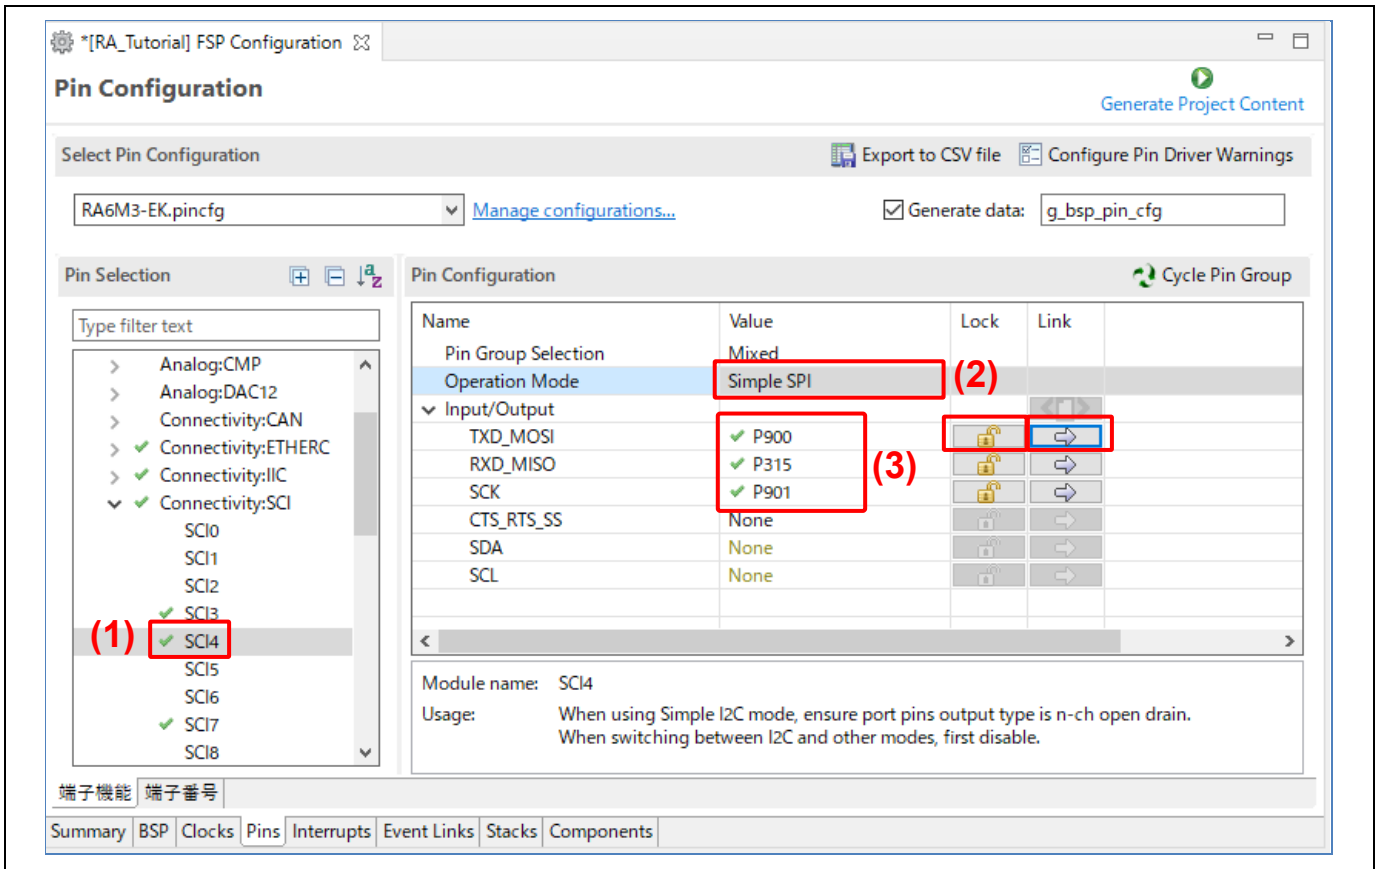 *[RA_Tutorial] FSP Configuration
Pin Configuration
Generate Project Content
Select Pin Configuration
Export to CSV file
Configure Pin Driver Warnings
RA6M3-EK.pincfg
Manage configurations...
Generate data:
g_bsp_pin_cfg
Pin Selection
Type filter text
Analog:CMP
Analog:DAC12
Connectivity:CAN
Connectivity:ETHERC
Connectivity:IIC
Connectivity:SCI
SCI0
SCI1
SCI2
SCI3
(1) SCI4
SCI5
SCI6
SCI7
SCI8
Pin Configuration
Cycle Pin Group
Name Value Lock Link
Pin Group Selection Mixed
Operation Mode Simple SPI (2)
Input/Output
TXD_MOSI P900
RXD_MISO P315 (3)
SCK P901
CTS_RTS_SS None
SDA None
SCL None
Module name: SCI4
Usage: When using Simple I2C mode, ensure port pins output type is n-ch open drain.
When switching between I2C and other modes, first disable.
端子機能 端子番号
Summary BSP Clocks Pins Interrupts Event Links Stacks Components